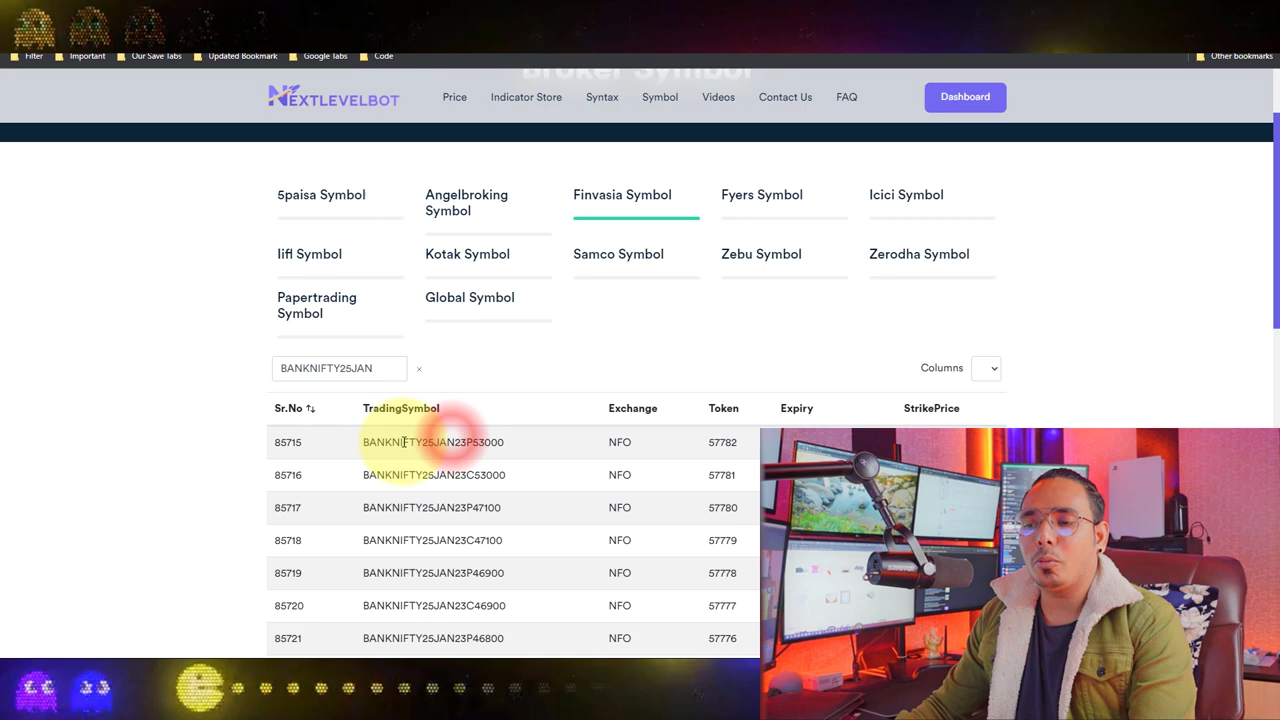 Filter Important Our Save Tabs Updated Bookmark Google Tabs Code Other bookmarks
Broker Symbol
NEXTLEVELBOT Price Indicator Store Syntax Symbol Videos Contact Us FAQ Dashboard
5paisa Symbol Angelbroking Symbol Finvasia Symbol Fyers Symbol Icici Symbol
Iifl Symbol Kotak Symbol Samco Symbol Zebu Symbol Zerodha Symbol
Papertrading Symbol Global Symbol
BANKNIFTY25JAN × Columns
Sr.No TradingSymbol Exchange Token Expiry StrikePrice
85715 BANKNIFTY25JAN23P53000 NFO 57782
85716 BANKNIFTY25JAN23C53000 NFO 57781
85717 BANKNIFTY25JAN23P47100 NFO 57780
85718 BANKNIFTY25JAN23C47100 NFO 57779
85719 BANKNIFTY25JAN23P46900 NFO 57778
85720 BANKNIFTY25JAN23C46900 NFO 57777
85721 BANKNIFTY25JAN23P46800 NFO 57776